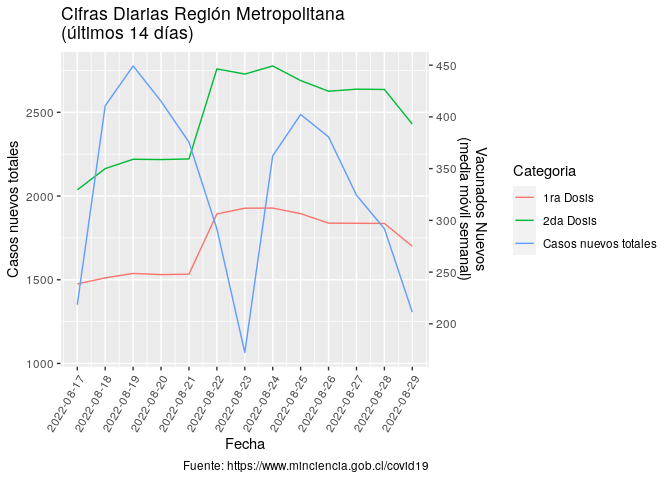 Cifras Diarias Región Metropolitana
(últimos 14 días)
Casos nuevos totales
2500
2000
1500
1000
450
400
350
300
250
200
Vacunados Nuevos
(media móvil semanal)
2022-08-17
2022-08-18
2022-08-19
2022-08-20
2022-08-21
2022-08-22
2022-08-23
2022-08-24
2022-08-25
2022-08-26
2022-08-27
2022-08-28
2022-08-29
Fecha
Categoria
1ra Dosis
2da Dosis
Casos nuevos totales
Fuente: https://www.minciencia.gob.cl/covid19